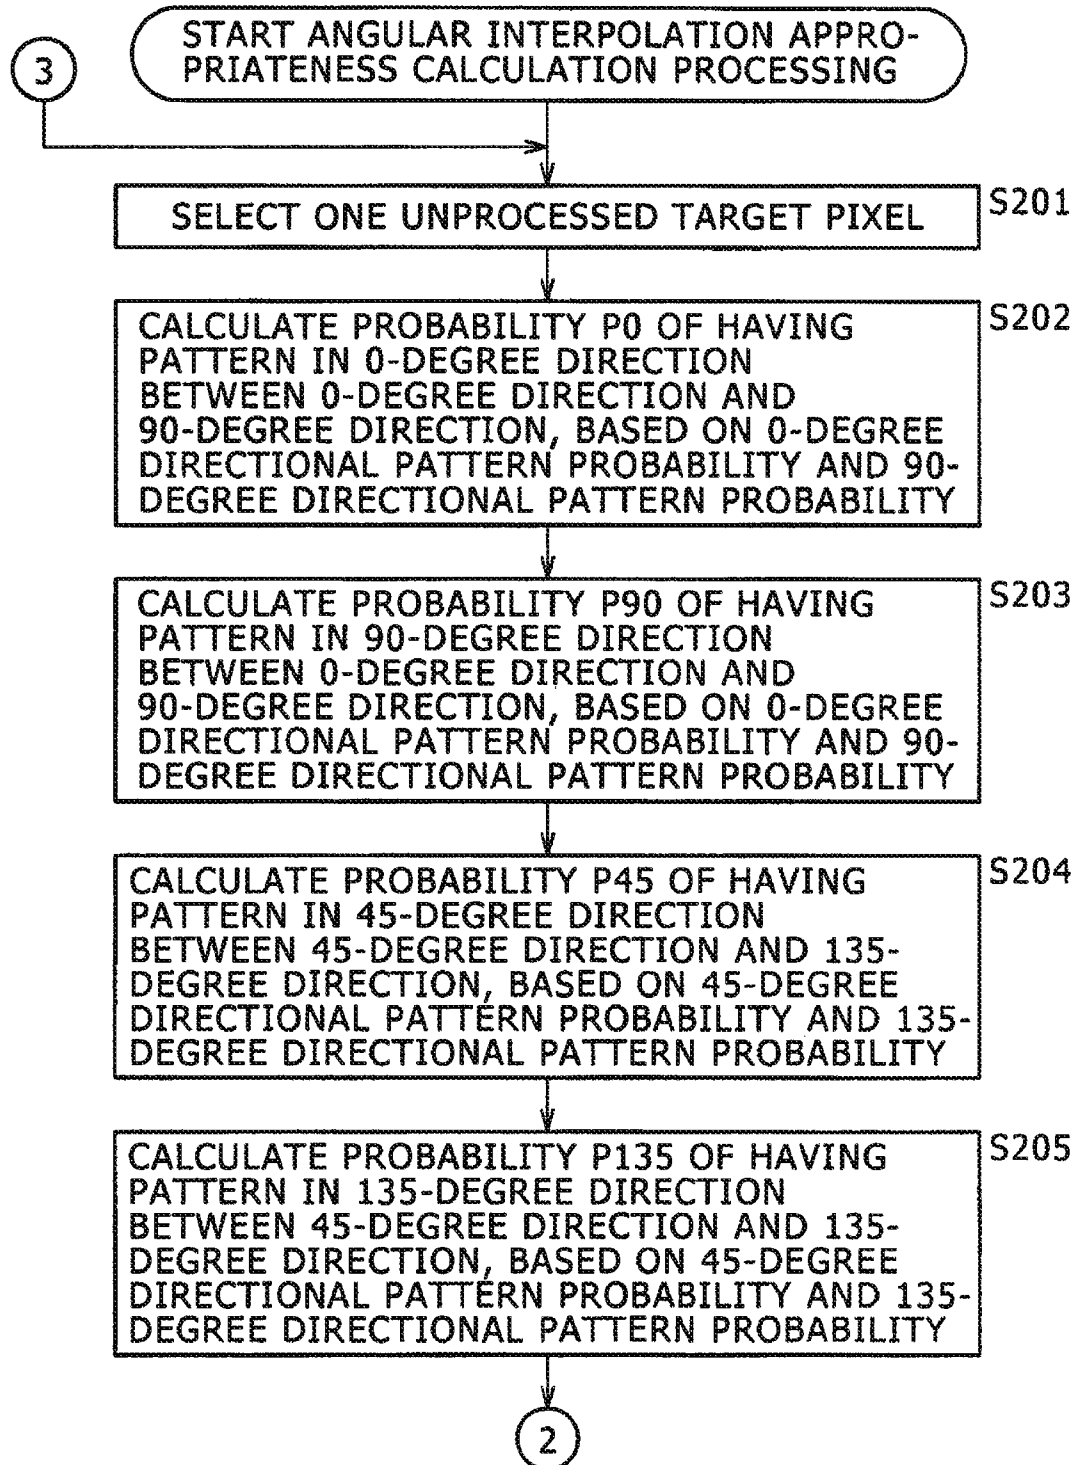 START ANGULAR INTERPOLATION APPRO-
PRIATENESS CALCULATION PROCESSING
3
SELECT ONE UNPROCESSED TARGET PIXEL
S201
CALCULATE PROBABILITY P0 OF HAVING
PATTERN IN 0-DEGREE DIRECTION
BETWEEN 0-DEGREE DIRECTION AND
90-DEGREE DIRECTION, BASED ON 0-DEGREE
DIRECTIONAL PATTERN PROBABILITY AND 90-
DEGREE DIRECTIONAL PATTERN PROBABILITY
S202
CALCULATE PROBABILITY P90 OF HAVING
PATTERN IN 90-DEGREE DIRECTION
BETWEEN 0-DEGREE DIRECTION AND
90-DEGREE DIRECTION, BASED ON 0-DEGREE
DIRECTIONAL PATTERN PROBABILITY AND 90-
DEGREE DIRECTIONAL PATTERN PROBABILITY
S203
CALCULATE PROBABILITY P45 OF HAVING
PATTERN IN 45-DEGREE DIRECTION
BETWEEN 45-DEGREE DIRECTION AND 135-
DEGREE DIRECTION, BASED ON 45-DEGREE
DIRECTIONAL PATTERN PROBABILITY AND 135-
DEGREE DIRECTIONAL PATTERN PROBABILITY
S204
CALCULATE PROBABILITY P135 OF HAVING
PATTERN IN 135-DEGREE DIRECTION
BETWEEN 45-DEGREE DIRECTION AND 135-
DEGREE DIRECTION, BASED ON 45-DEGREE
DIRECTIONAL PATTERN PROBABILITY AND 135-
DEGREE DIRECTIONAL PATTERN PROBABILITY
S205
2